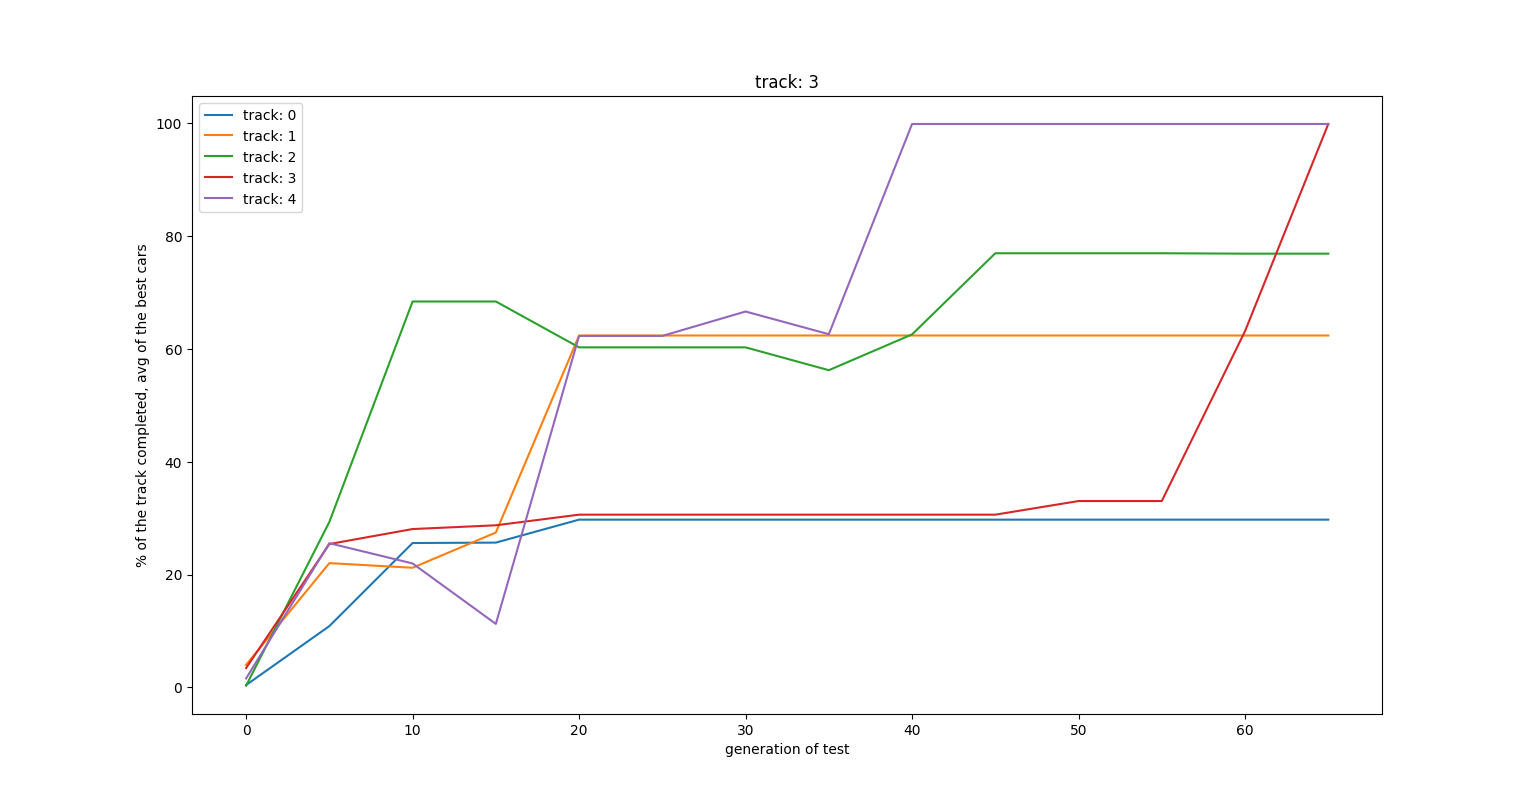 track: 3
track: 0
track: 1
track: 2
track: 3
track: 4
% of the track completed, avg of the best cars
100
80
60
40
20
0
0 10 20 30 40 50 60
generation of test